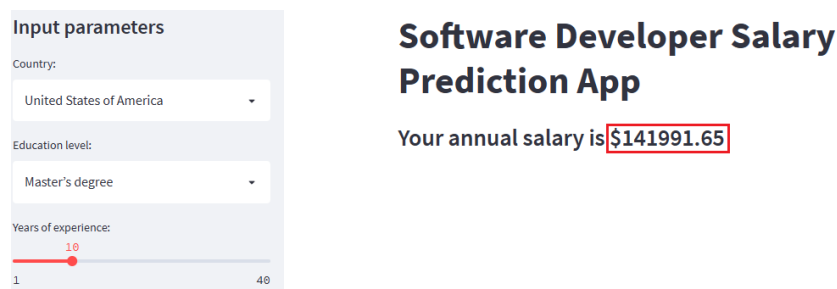 Input parameters
Country:
United States of America
Education level:
Master's degree
Years of experience:
10
1 40
Software Developer Salary
Prediction App
Your annual salary is $141991.65